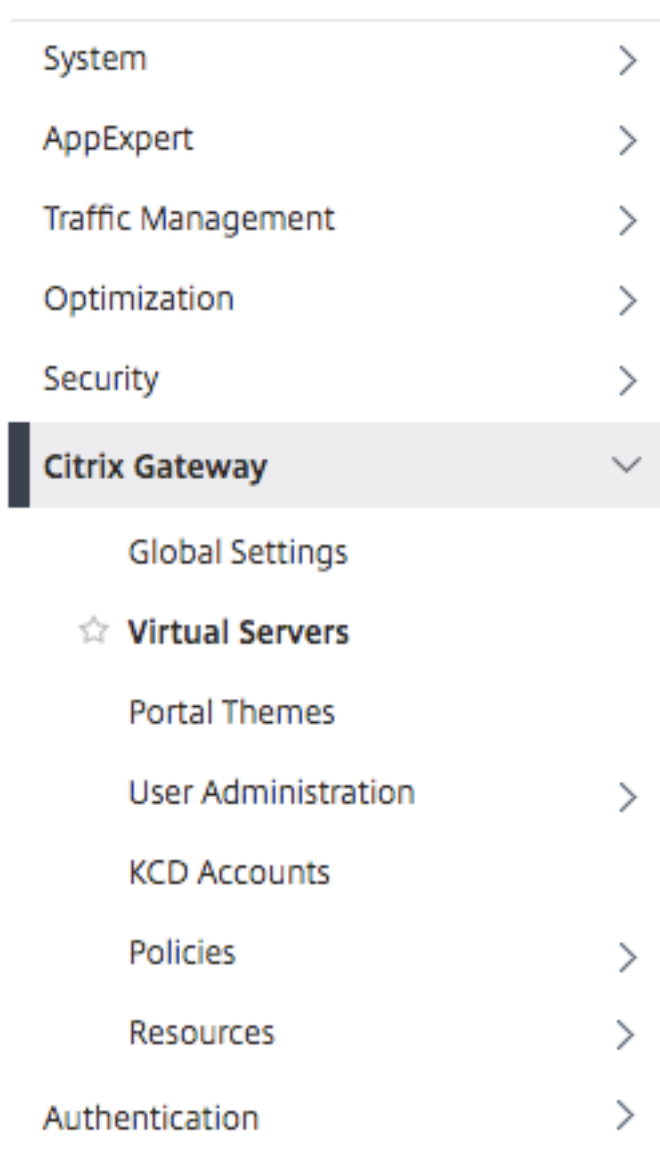 System
AppExpert
Traffic Management
Optimization
Security
Citrix Gateway
Global Settings
Virtual Servers
Portal Themes
User Administration
KCD Accounts
Policies
Resources
Authentication